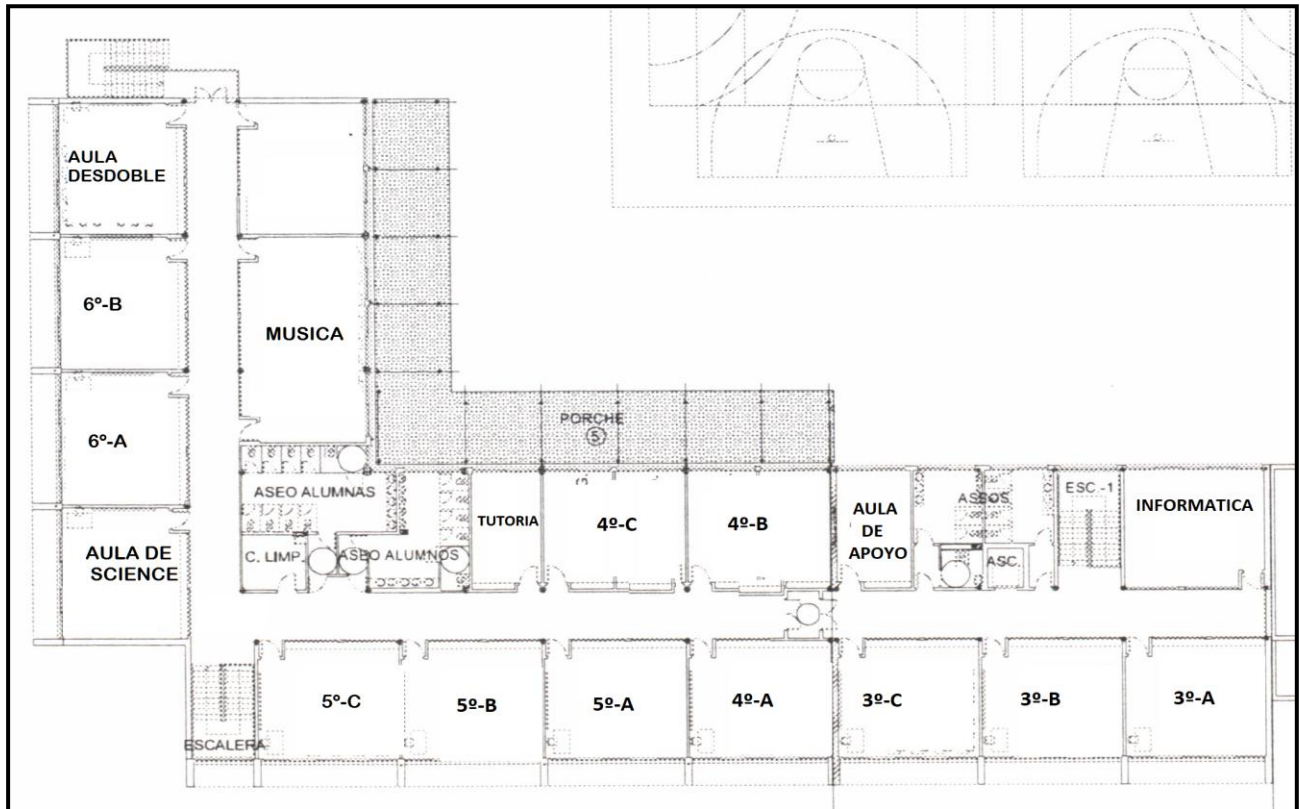 AULA
DESDOBLE
6º-B
MUSICA
6º-A
PORCHE
5
ASEO ALUMNAS
TUTORIA
4º-C
4º-B
AULA
DE
APOYO
ASEOS
ESC.-1
INFORMATICA
AULA DE
SCIENCE
C. LIMP.
ASEO ALUMNOS
ASC.
5º-C
5º-B
5º-A
4º-A
3º-C
3º-B
3º-A
ESCALERA